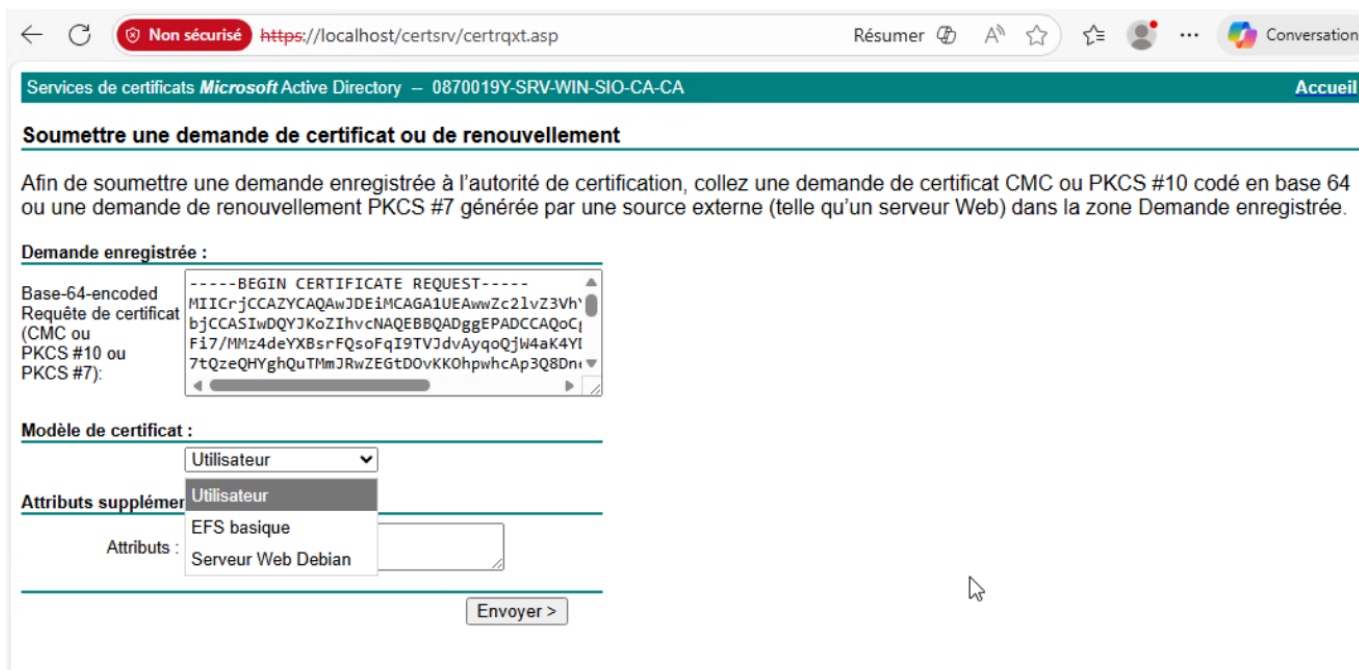 Non sécurisé https://localhost/certsrv/certrqxt.asp Résumer Conversation
Services de certificats Microsoft Active Directory -- 0870019Y-SRV-WIN-SIO-CA-CA Accueil
Soumettre une demande de certificat ou de renouvellement
Afin de soumettre une demande enregistrée à l'autorité de certification, collez une demande de certificat CMC ou PKCS #10 codé en base 64
ou une demande de renouvellement PKCS #7 générée par une source externe (telle qu'un serveur Web) dans la zone Demande enregistrée.
Demande enregistrée :
Base-64-encoded
Requête de certificat
(CMC ou
PKCS #10 ou
PKCS #7):
-----BEGIN CERTIFICATE REQUEST-----
MIICrjCCAZYCAQAwJDEiMCAGA1UEAwwZc2lvZ3Vh
bjCCASIwDQYJKoZIhvcNAQEBBQADggEPADCCAQoC
Fi7/MMz4deYXBsrFQsoFqI9TVJdvAyqoQjW4aK4Y
7tQzeQHYghQuTMmJRwZEGtDOvKKOhpwhcAp3Q8Dn
Modèle de certificat :
Utilisateur
Utilisateur
EFS basique
Serveur Web Debian
Attributs supplémen
Attributs :
Envoyer >